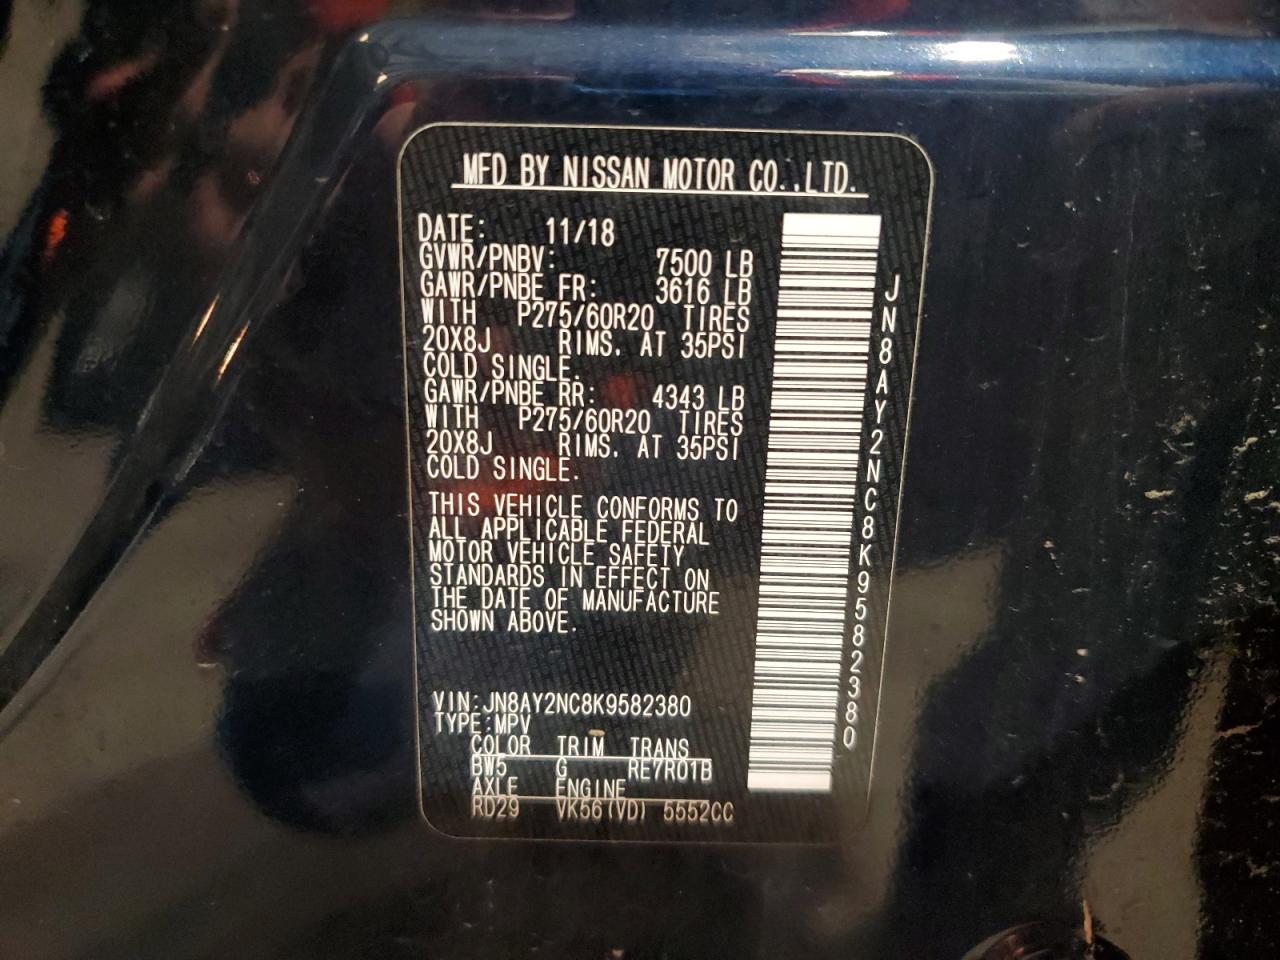 MFD BY NISSAN MOTOR CO.,LTD.
DATE: 11/18
GVWR/PNBV: 7500 LB
GAWR/PNBE FR: 3616 LB
WITH P275/60R20 TIRES
20X8J RIMS. AT 35PSI
COLD SINGLE.
GAWR/PNBE RR: 4343 LB
WITH P275/60R20 TIRES
20X8J RIMS. AT 35PSI
COLD SINGLE.
THIS VEHICLE CONFORMS TO
ALL APPLICABLE FEDERAL
MOTOR VEHICLE SAFETY
STANDARDS IN EFFECT ON
THE DATE OF MANUFACTURE
SHOWN ABOVE.
VIN:JN8AY2NC8K9582380
TYPE:MPV
COLOR TRIM TRANS
BW5 G RE7R01B
AXLE ENGINE
RD29 VK56(VD) 5552CC
JN8AY2NC8K9582380